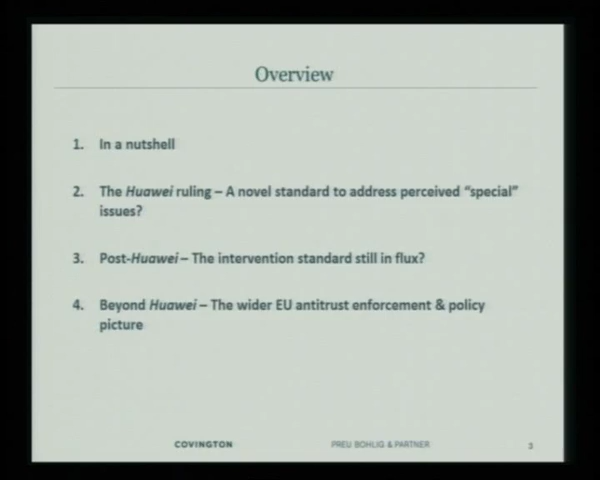 Overview
1. In a nutshell
2. The Huawei ruling – A novel standard to address perceived “special”
issues?
3. Post-Huawei – The intervention standard still in flux?
4. Beyond Huawei – The wider EU antitrust enforcement & policy
picture
COVINGTON PREU BOHLIG & PARTNER 3